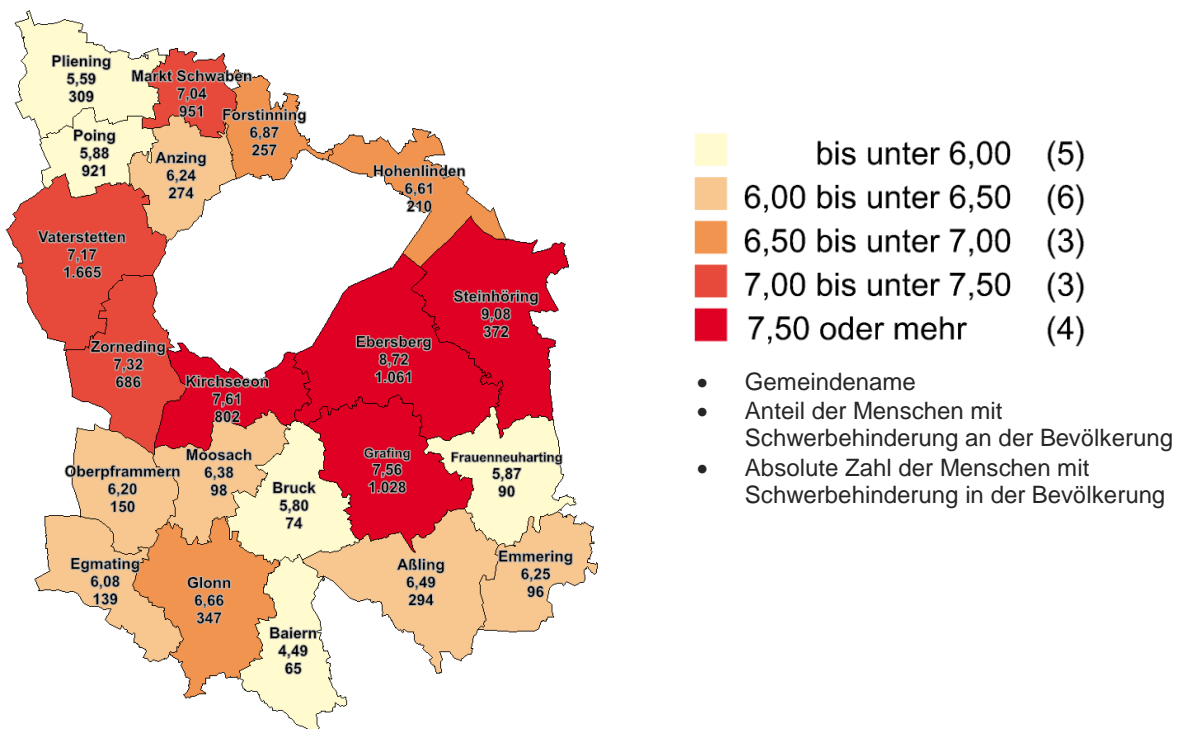 Pliening
5,59
309
Markt Schwaben
7,04
951
Forstinning
6,87
257
Poing
5,88
921
Anzing
6,24
274
Hohenlinden
6,61
210
Vaterstetten
7,17
1.665
Steinhöring
9,08
372
Ebersberg
8,72
1.061
Zorneding
7,32
686
Kirchseeon
7,61
802
Moosach
6,38
98
Oberpframmern
6,20
150
Grafing
7,56
1.028
Frauenneuharting
5,87
90
Bruck
5,80
74
Egmating
6,08
139
Glonn
6,66
347
Aßling
6,49
294
Emmering
6,25
96
Baiern
4,49
65
bis unter 6,00 (5)
6,00 bis unter 6,50 (6)
6,50 bis unter 7,00 (3)
7,00 bis unter 7,50 (3)
7,50 oder mehr (4)
• Gemeindename
• Anteil der Menschen mit
Schwerbehinderung an der Bevölkerung
• Absolute Zahl der Menschen mit
Schwerbehinderung in der Bevölkerung